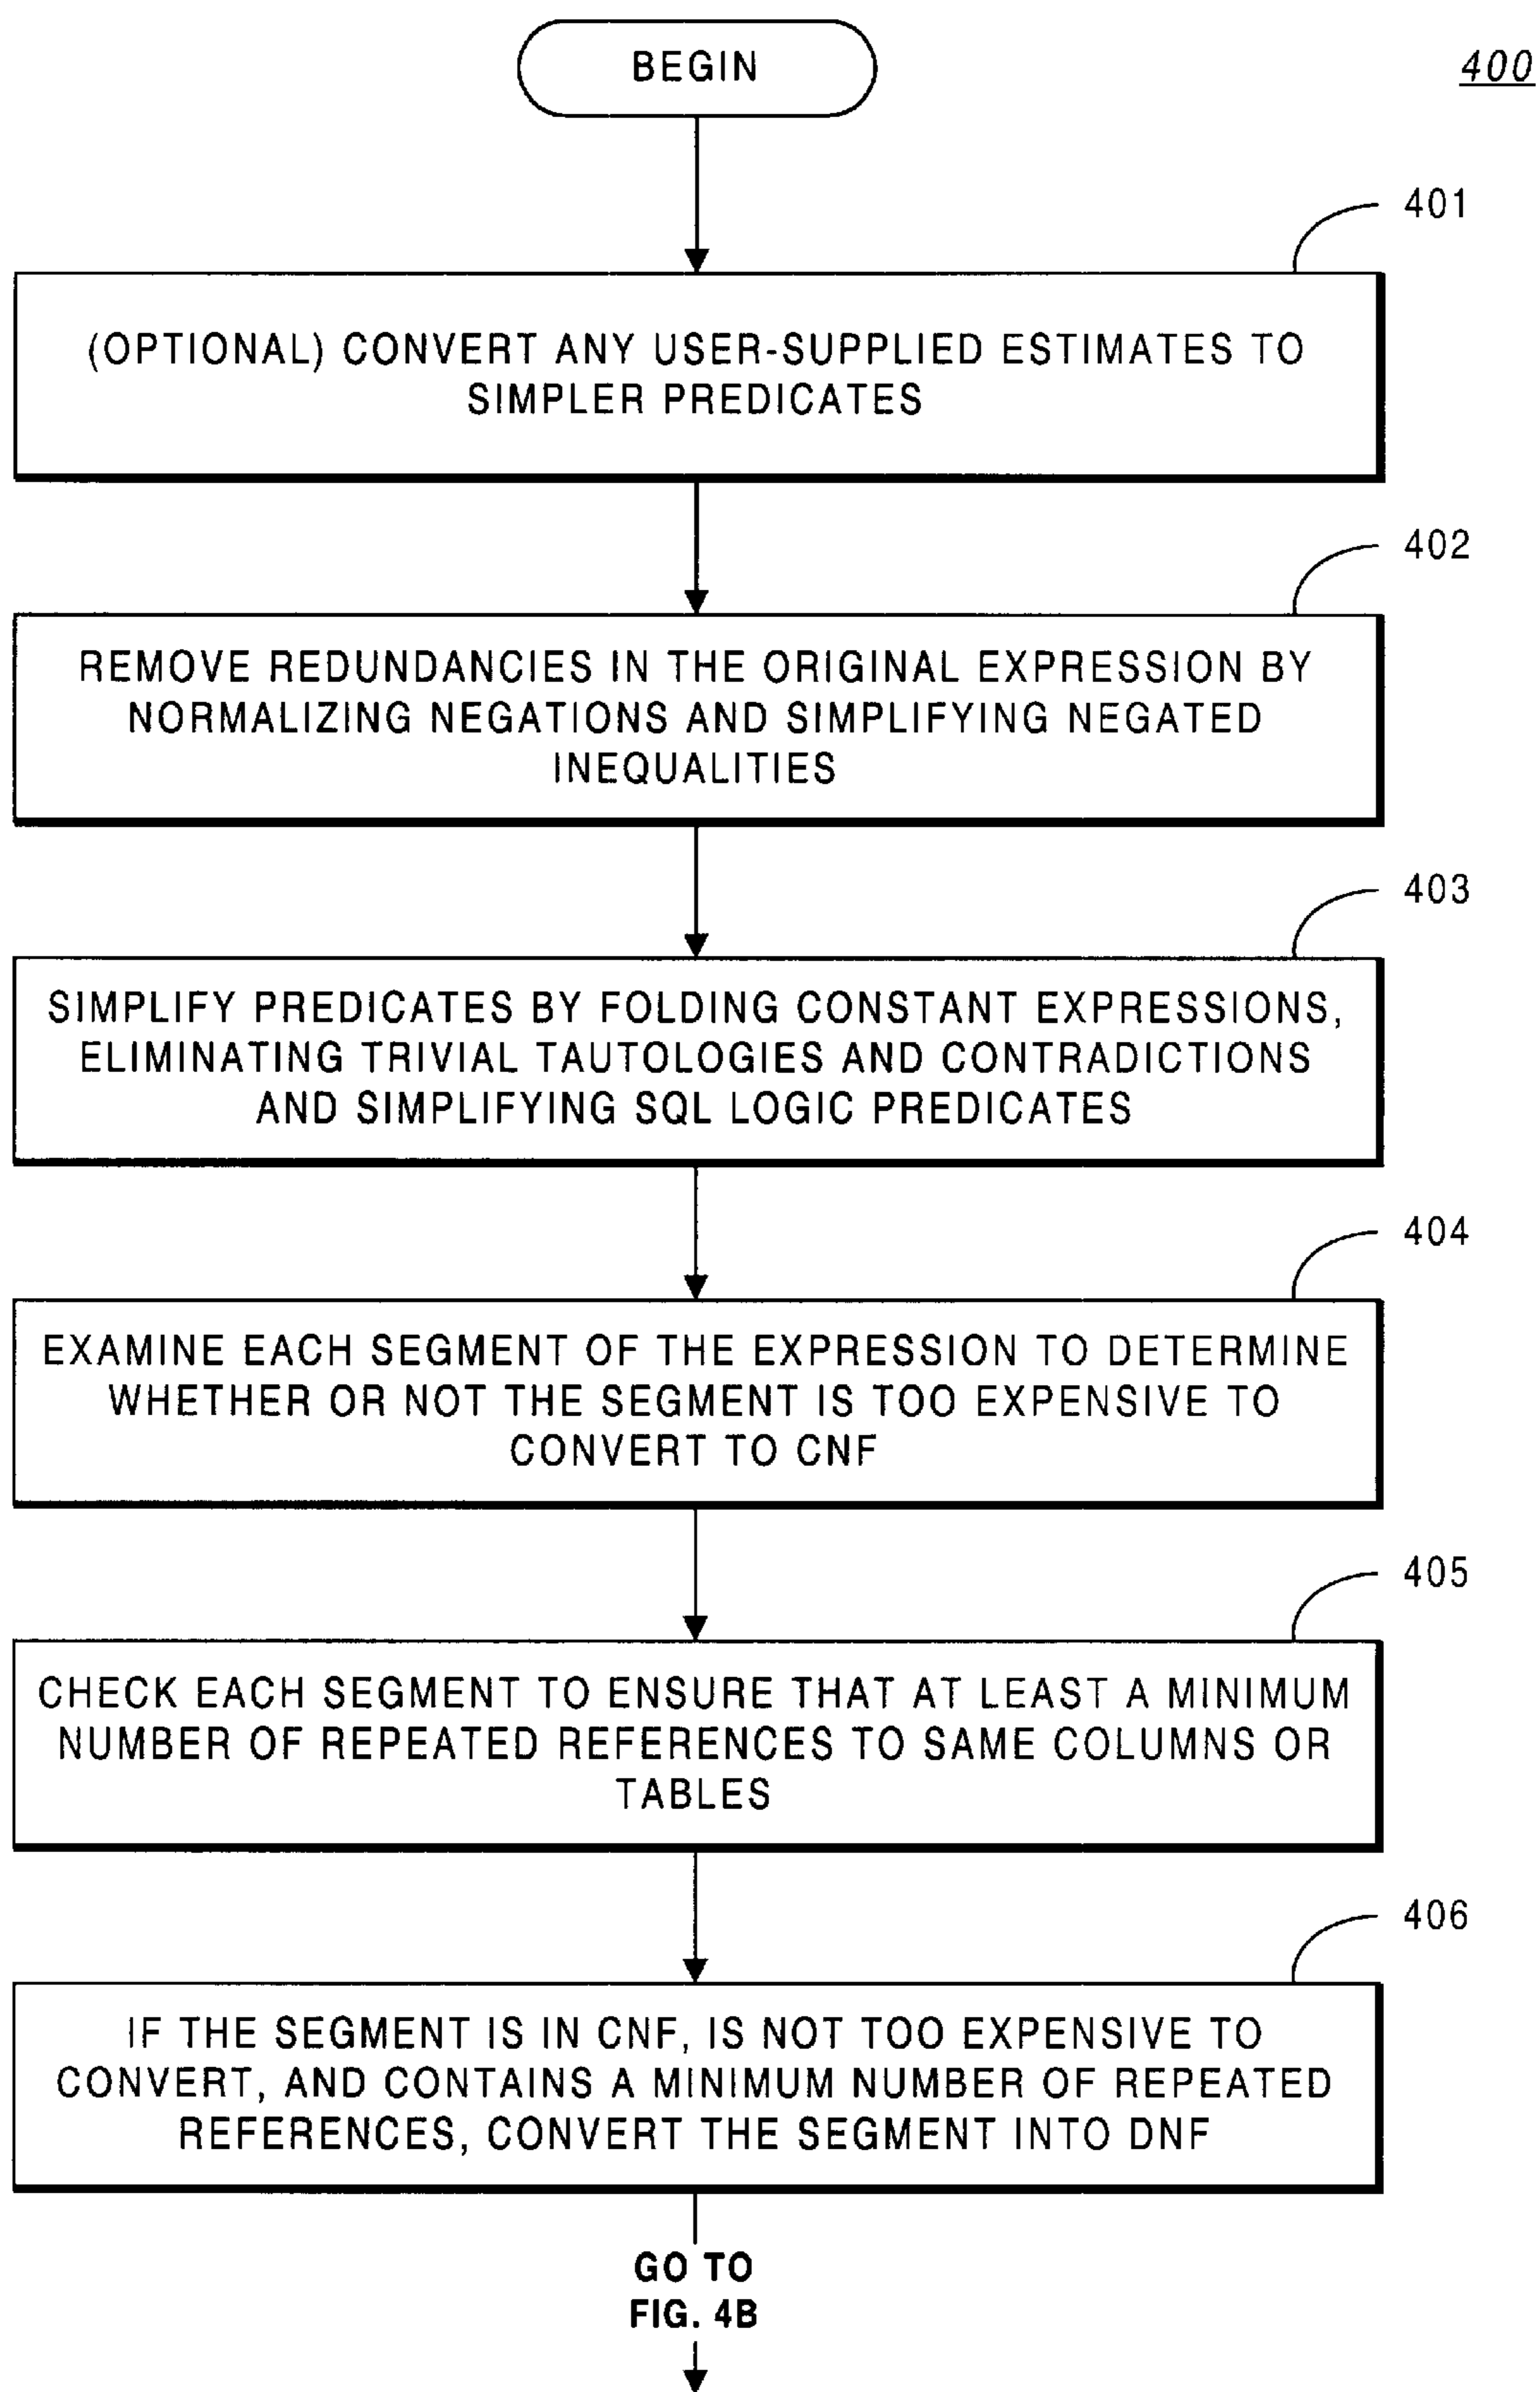 BEGIN
400
401
(OPTIONAL) CONVERT ANY USER-SUPPLIED ESTIMATES TO
SIMPLER PREDICATES
402
REMOVE REDUNDANCIES IN THE ORIGINAL EXPRESSION BY
NORMALIZING NEGATIONS AND SIMPLIFYING NEGATED
INEQUALITIES
403
SIMPLIFY PREDICATES BY FOLDING CONSTANT EXPRESSIONS,
ELIMINATING TRIVIAL TAUTOLOGIES AND CONTRADICTIONS
AND SIMPLIFYING SQL LOGIC PREDICATES
404
EXAMINE EACH SEGMENT OF THE EXPRESSION TO DETERMINE
WHETHER OR NOT THE SEGMENT IS TOO EXPENSIVE TO
CONVERT TO CNF
405
CHECK EACH SEGMENT TO ENSURE THAT AT LEAST A MINIMUM
NUMBER OF REPEATED REFERENCES TO SAME COLUMNS OR
TABLES
406
IF THE SEGMENT IS IN CNF, IS NOT TOO EXPENSIVE TO
CONVERT, AND CONTAINS A MINIMUM NUMBER OF REPEATED
REFERENCES, CONVERT THE SEGMENT INTO DNF
GO TO
FIG. 4B